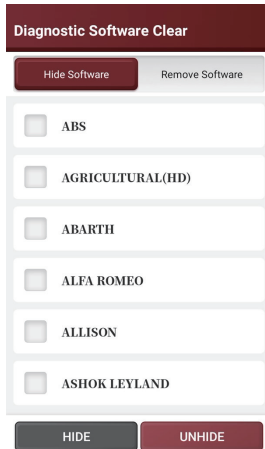 Diagnostic Software Clear
Hide Software Remove Software
ABS
AGRICULTURAL(HD)
ABARTH
ALFA ROMEO
ALLISON
ASHOK LEYLAND
HIDE UNHIDE